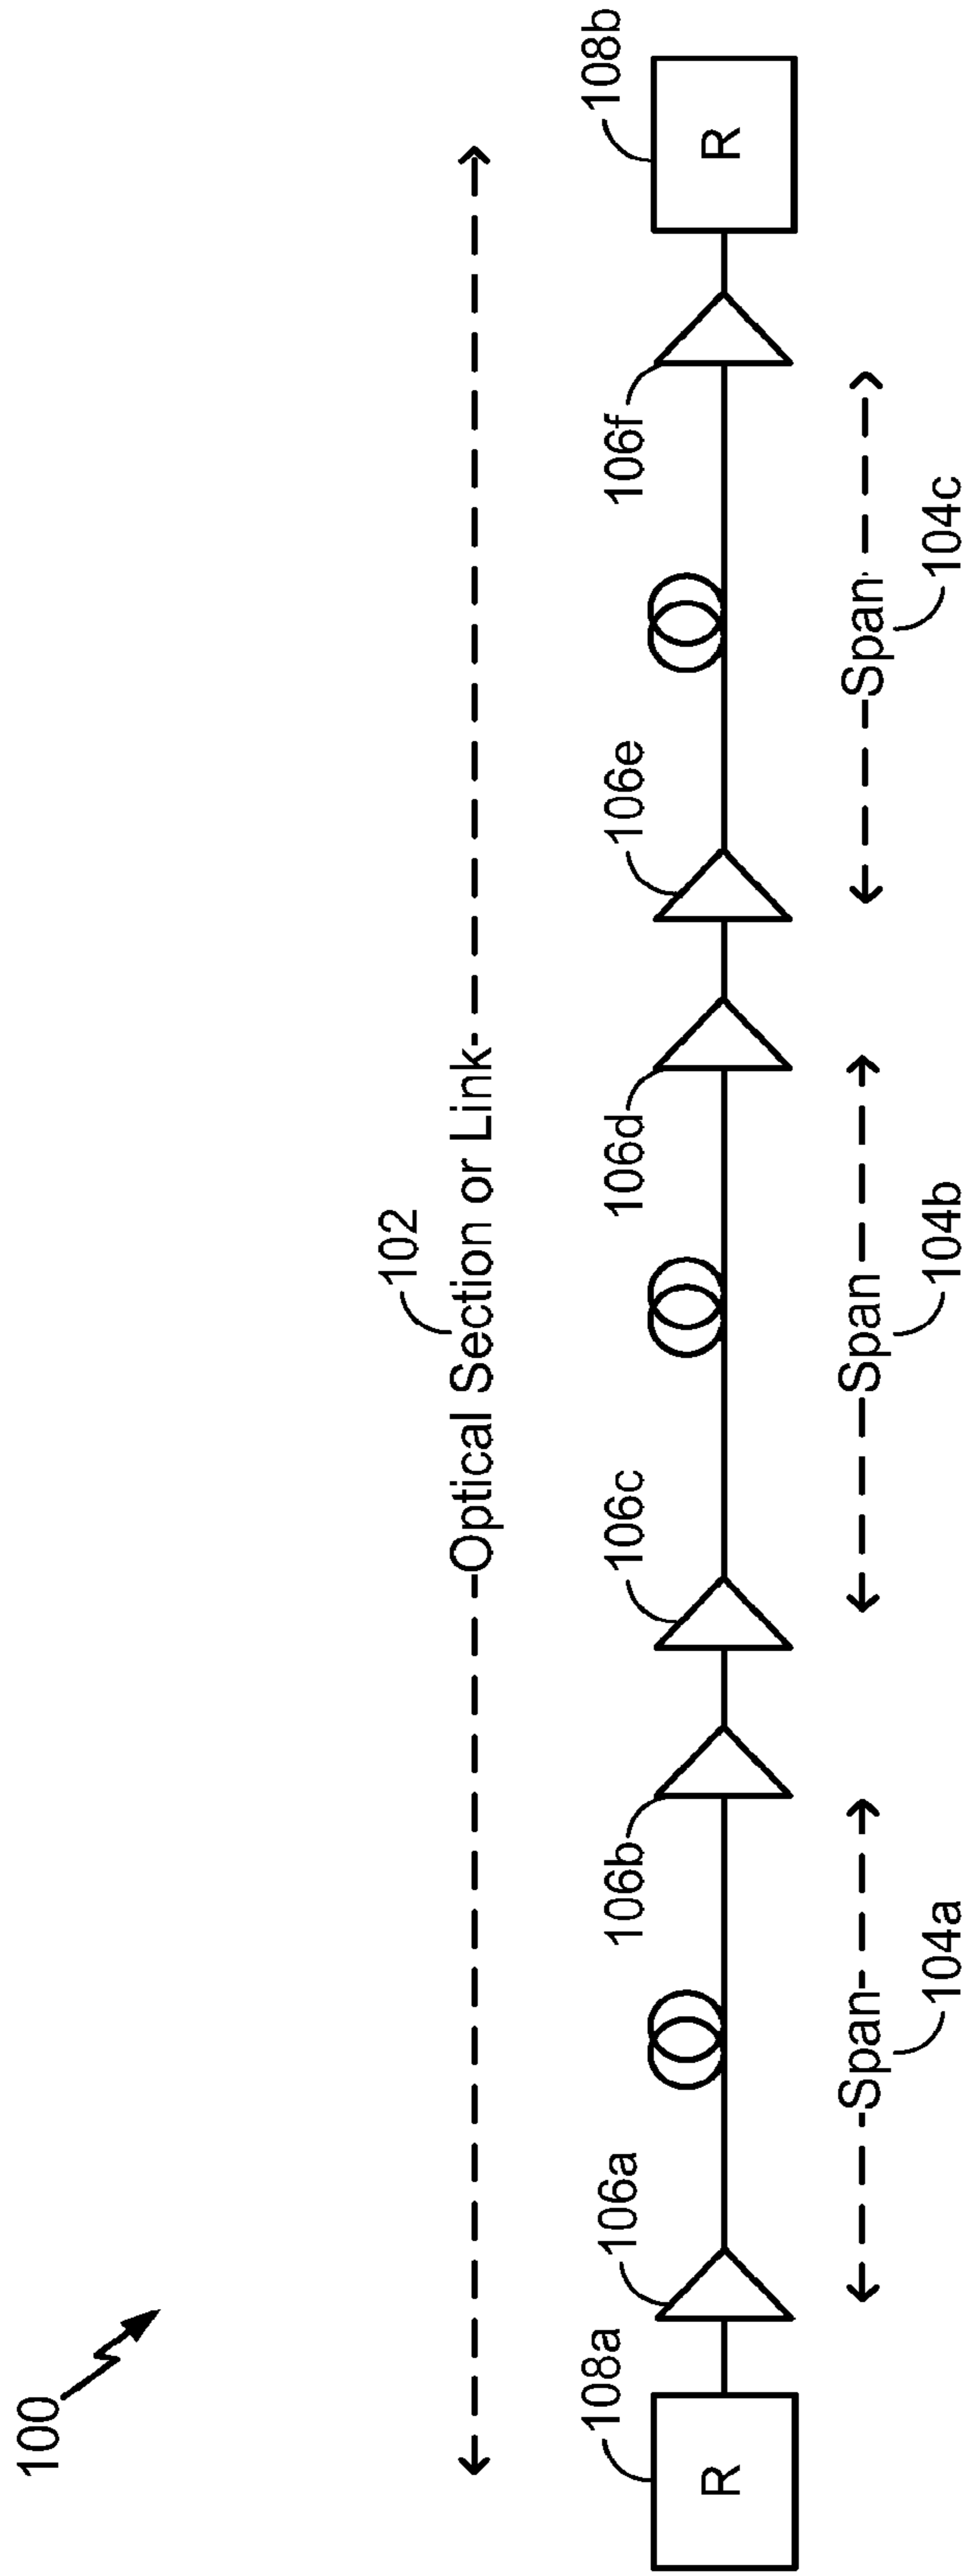 100
102
Optical Section or Link
108a
106a
106b
106c
106d
106e
106f
108b
R
R
Span
Span
Span
104a
104b
104c